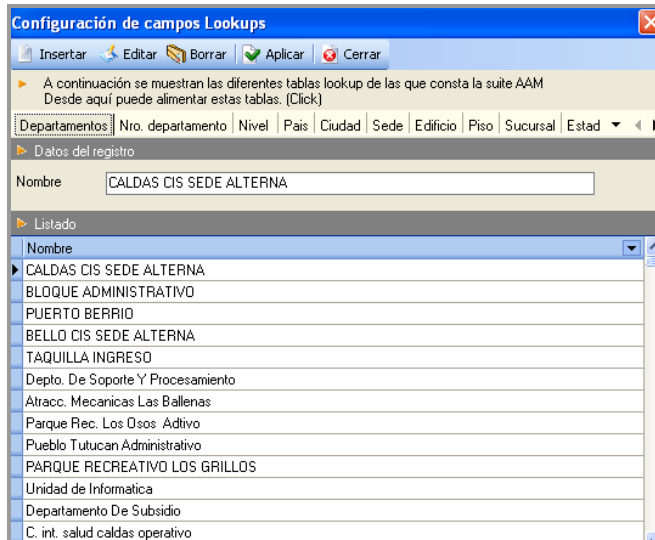 Configuración de campos Lookups
Insertar Editar Borrar Aplicar Cerrar
A continuación se muestran las diferentes tablas lookup de las que consta la suite AAM
Desde aquí puede alimentar estas tablas. (Click)
Departamentos Nro. departamento Nivel Pais Ciudad Sede Edificio Piso Sucursal Estad
Datos del registro
Nombre CALDAS CIS SEDE ALTERNA
Listado
Nombre
CALDAS CIS SEDE ALTERNA
BLOQUE ADMINISTRATIVO
PUERTO BERRIO
BELLO CIS SEDE ALTERNA
TAQUILLA INGRESO
Depto. De Soporte Y Procesamiento
Atracc. Mecanicas Las Ballenas
Parque Rec. Los Osos Adtivo
Pueblo Tutucan Administrativo
PARQUE RECREATIVO LOS GRILLOS
Unidad de Informatica
Departamento De Subsidio
C. int. salud caldas operativo